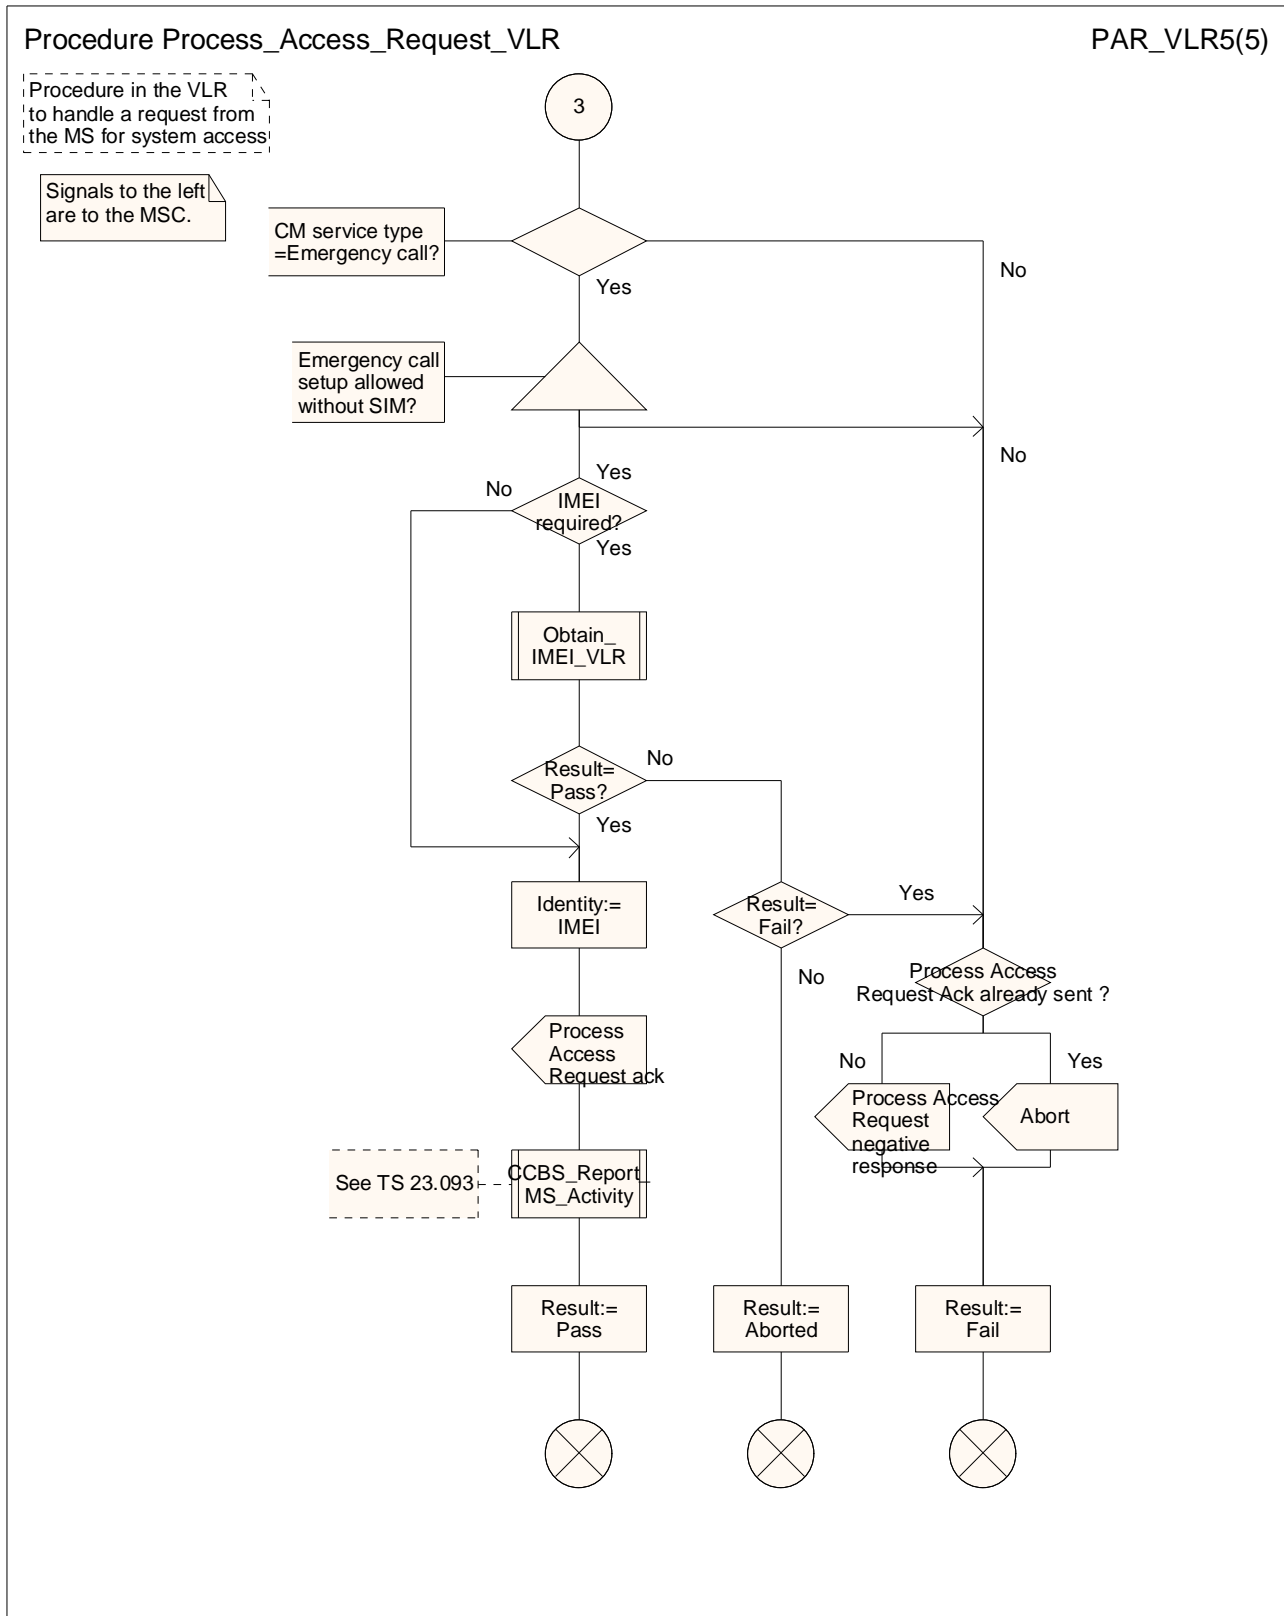 Procedure Process_Access_Request_VLR
PAR_VLR5(5)
Procedure in the VLR
to handle a request from
the MS for system access
3
Signals to the left
are to the MSC.
CM service type
=Emergency call?
No
Yes
Emergency call
setup allowed
without SIM?
No
Yes
No
IMEI
required?
Yes
Obtain_
IMEI_VLR
No
Result=
Pass?
Yes
Identity:=
IMEI
Result=
Fail?
Yes
No
Process Access
Request Ack already sent ?
Process
Access
Request ack
No
Yes
Process Access
Request
negative
response
Abort
See TS 23.093
CCBS_Report_
MS_Activity
Result:=
Pass
Result:=
Aborted
Result:=
Fail